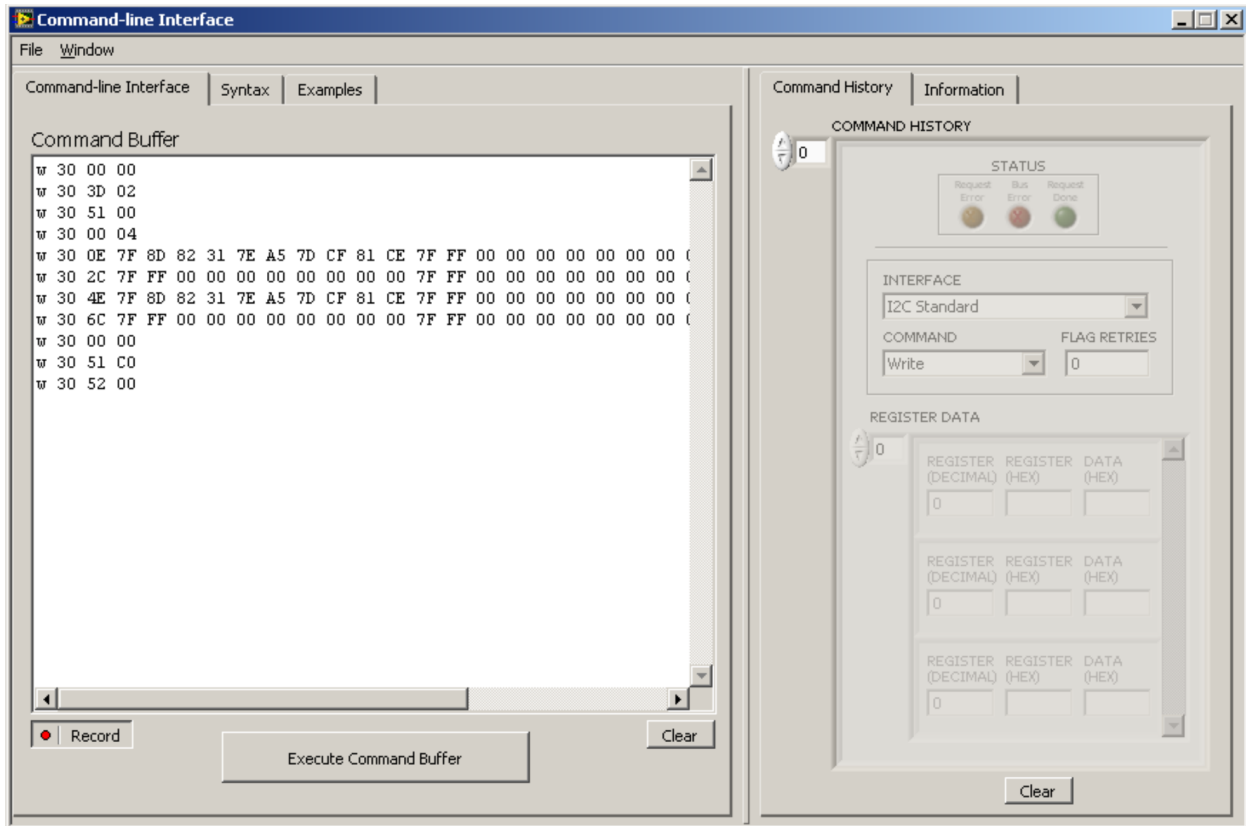 Command-line Interface
File Window
Command-line Interface Syntax Examples
Command Buffer
w 30 00 00
w 30 3D 02
w 30 51 00
w 30 00 04
w 30 0E 7F 8D 82 31 7E A5 7D CF 81 CE 7F FF 00 00 00 00 00 00 00
w 30 2C 7F FF 00 00 00 00 00 00 00 00 7F FF 00 00 00 00 00 00 00
w 30 4E 7F 8D 82 31 7E A5 7D CF 81 CE 7F FF 00 00 00 00 00 00 00
w 30 6C 7F FF 00 00 00 00 00 00 00 00 7F FF 00 00 00 00 00 00 00
w 30 00 00
w 30 51 C0
w 30 52 00
Record
Clear
Execute Command Buffer
Command History Information
COMMAND HISTORY
0
STATUS
Request Error Bus Error Request Done
INTERFACE
I2C Standard
COMMAND FLAG RETRIES
Write 0
REGISTER DATA
0
REGISTER (DECIMAL) REGISTER (HEX) DATA (HEX)
0
REGISTER (DECIMAL) REGISTER (HEX) DATA (HEX)
0
REGISTER (DECIMAL) REGISTER (HEX) DATA (HEX)
0
Clear